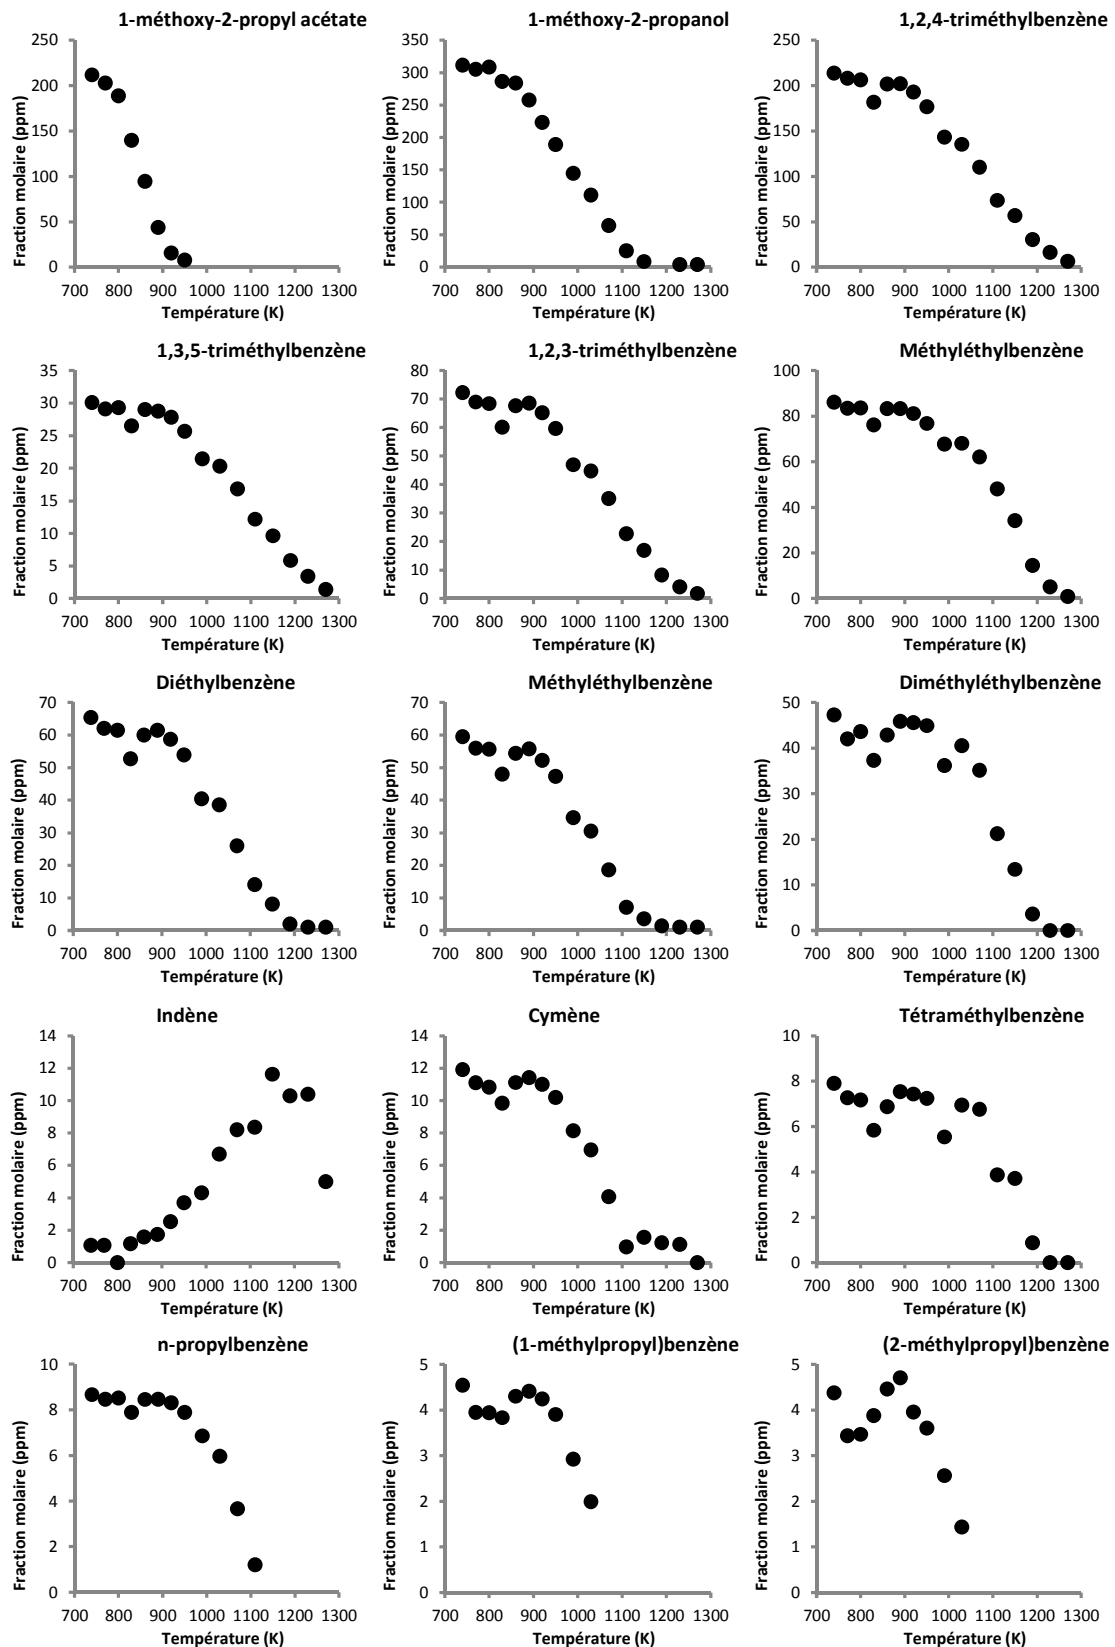 1-méthoxy-2-propyl acétate
Fraction molaire (ppm)
250
200
150
100
50
0
700 800 900 1000 1100 1200 1300
Température (K)
1-méthoxy-2-propanol
Fraction molaire (ppm)
350
300
250
200
150
100
50
0
700 800 900 1000 1100 1200 1300
Température (K)
1,2,4-triméthylbenzène
Fraction molaire (ppm)
250
200
150
100
50
0
700 800 900 1000 1100 1200 1300
Température (K)
1,3,5-triméthylbenzène
Fraction molaire (ppm)
35
30
25
20
15
10
5
0
700 800 900 1000 1100 1200 1300
Température (K)
1,2,3-triméthylbenzène
Fraction molaire (ppm)
80
70
60
50
40
30
20
10
0
700 800 900 1000 1100 1200 1300
Température (K)
Méthyléthylbenzène
Fraction molaire (ppm)
100
80
60
40
20
0
700 800 900 1000 1100 1200 1300
Température (K)
Diéthylbenzène
Fraction molaire (ppm)
70
60
50
40
30
20
10
0
700 800 900 1000 1100 1200 1300
Température (K)
Méthyléthylbenzène
Fraction molaire (ppm)
70
60
50
40
30
20
10
0
700 800 900 1000 1100 1200 1300
Température (K)
Diméthyléthylbenzène
Fraction molaire (ppm)
50
40
30
20
10
0
700 800 900 1000 1100 1200 1300
Température (K)
Indène
Fraction molaire (ppm)
14
12
10
8
6
4
2
0
700 800 900 1000 1100 1200 1300
Température (K)
Cymène
Fraction molaire (ppm)
14
12
10
8
6
4
2
0
700 800 900 1000 1100 1200 1300
Température (K)
Tétraméthylbenzène
Fraction molaire (ppm)
10
8
6
4
2
0
700 800 900 1000 1100 1200 1300
Température (K)
n-propylbenzène
Fraction molaire (ppm)
10
8
6
4
2
0
700 800 900 1000 1100 1200 1300
Température (K)
(1-méthylpropyl)benzène
Fraction molaire (ppm)
5
4
3
2
1
0
700 800 900 1000 1100 1200 1300
Température (K)
(2-méthylpropyl)benzène
Fraction molaire (ppm)
5
4
3
2
1
0
700 800 900 1000 1100 1200 1300
Température (K)